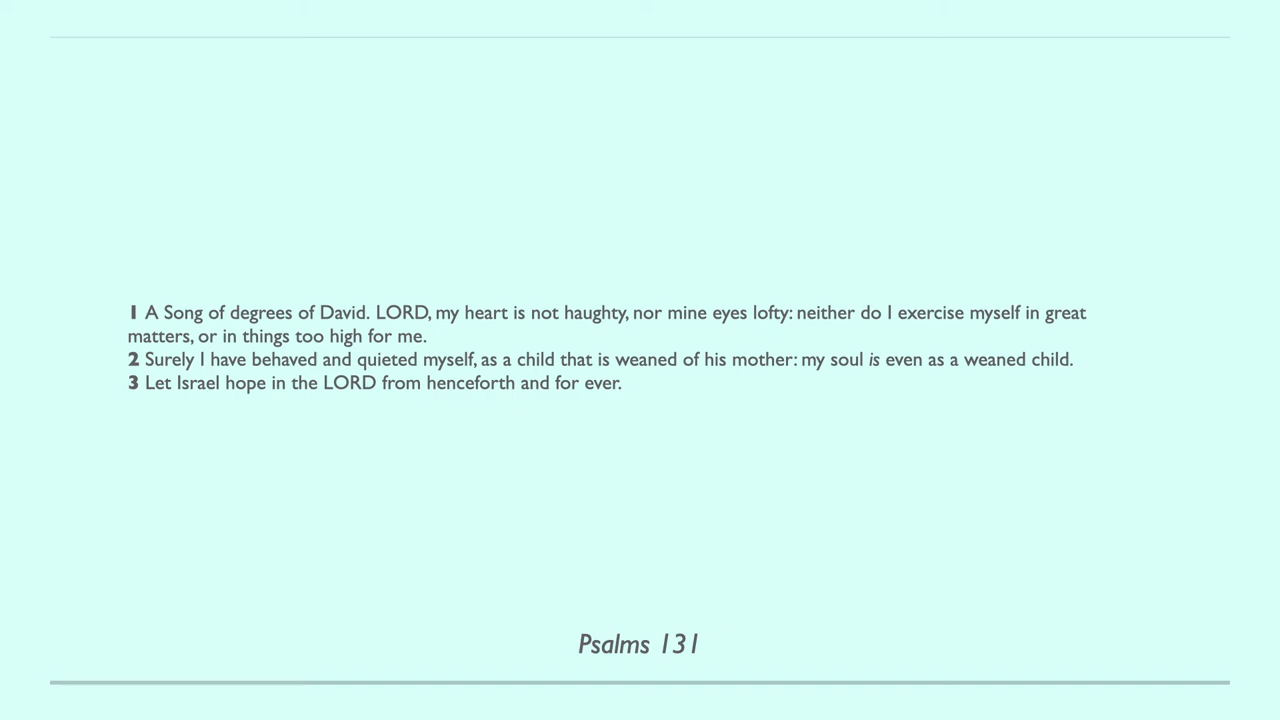 1 A Song of degrees of David. LORD, my heart is not haughty, nor mine eyes lofty: neither do I exercise myself in great
matters, or in things too high for me.
2 Surely I have behaved and quieted myself, as a child that is weaned of his mother: my soul is even as a weaned child.
3 Let Israel hope in the LORD from henceforth and for ever.
Psalms 131